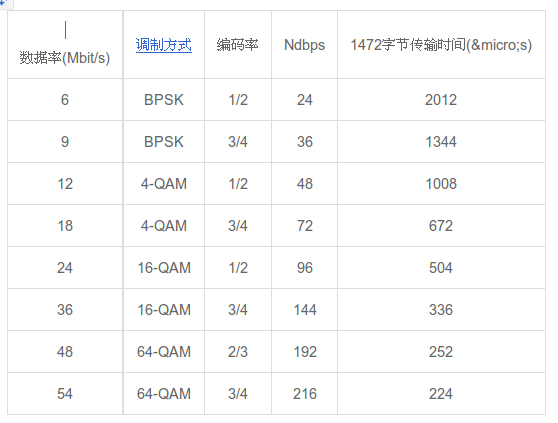 数据率(Mbit/s) 调制方式 编码率 Ndbps 1472字节传输时间(&micro;s)
6 BPSK 1/2 24 2012
9 BPSK 3/4 36 1344
12 4-QAM 1/2 48 1008
18 4-QAM 3/4 72 672
24 16-QAM 1/2 96 504
36 16-QAM 3/4 144 336
48 64-QAM 2/3 192 252
54 64-QAM 3/4 216 224